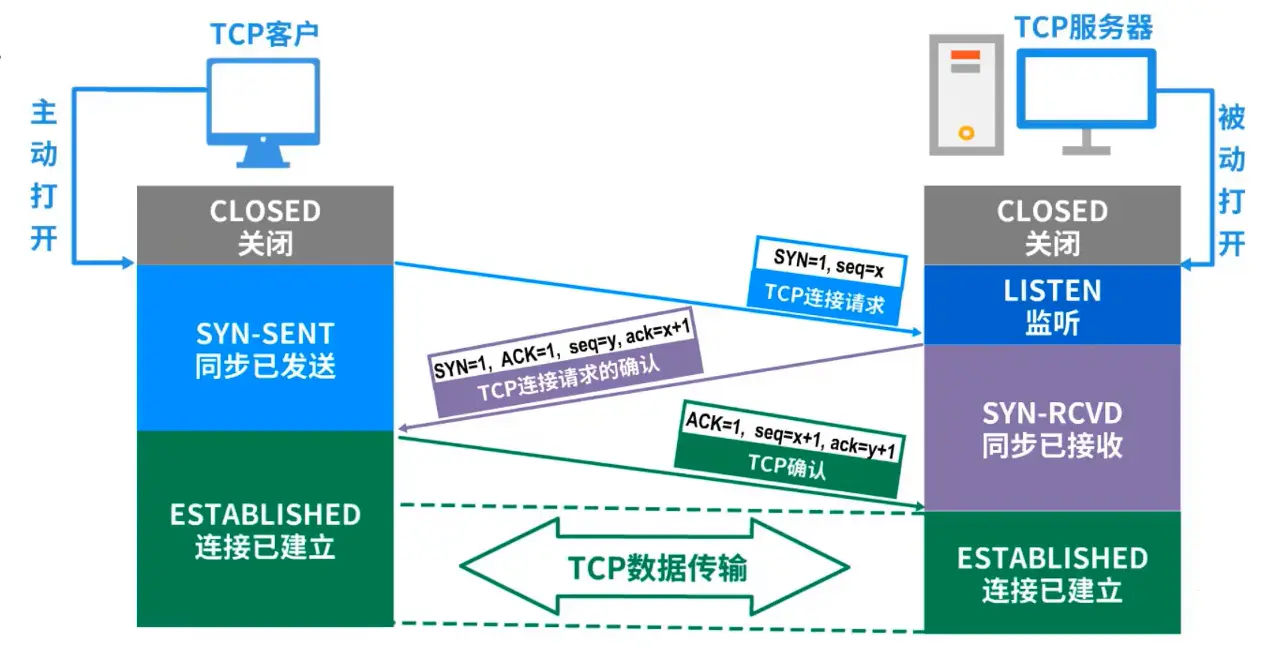 TCP客户
TCP服务器
主动打开
被动打开
CLOSED
关闭
CLOSED
关闭
SYN=1, seq=x
TCP连接请求
LISTEN
监听
SYN-SENT
同步已发送
SYN=1, ACK=1, seq=y, ack=x+1
TCP连接请求的确认
SYN-RCVD
同步已接收
ACK=1, seq=x+1, ack=y+1
TCP确认
ESTABLISHED
连接已建立
TCP数据传输
ESTABLISHED
连接已建立